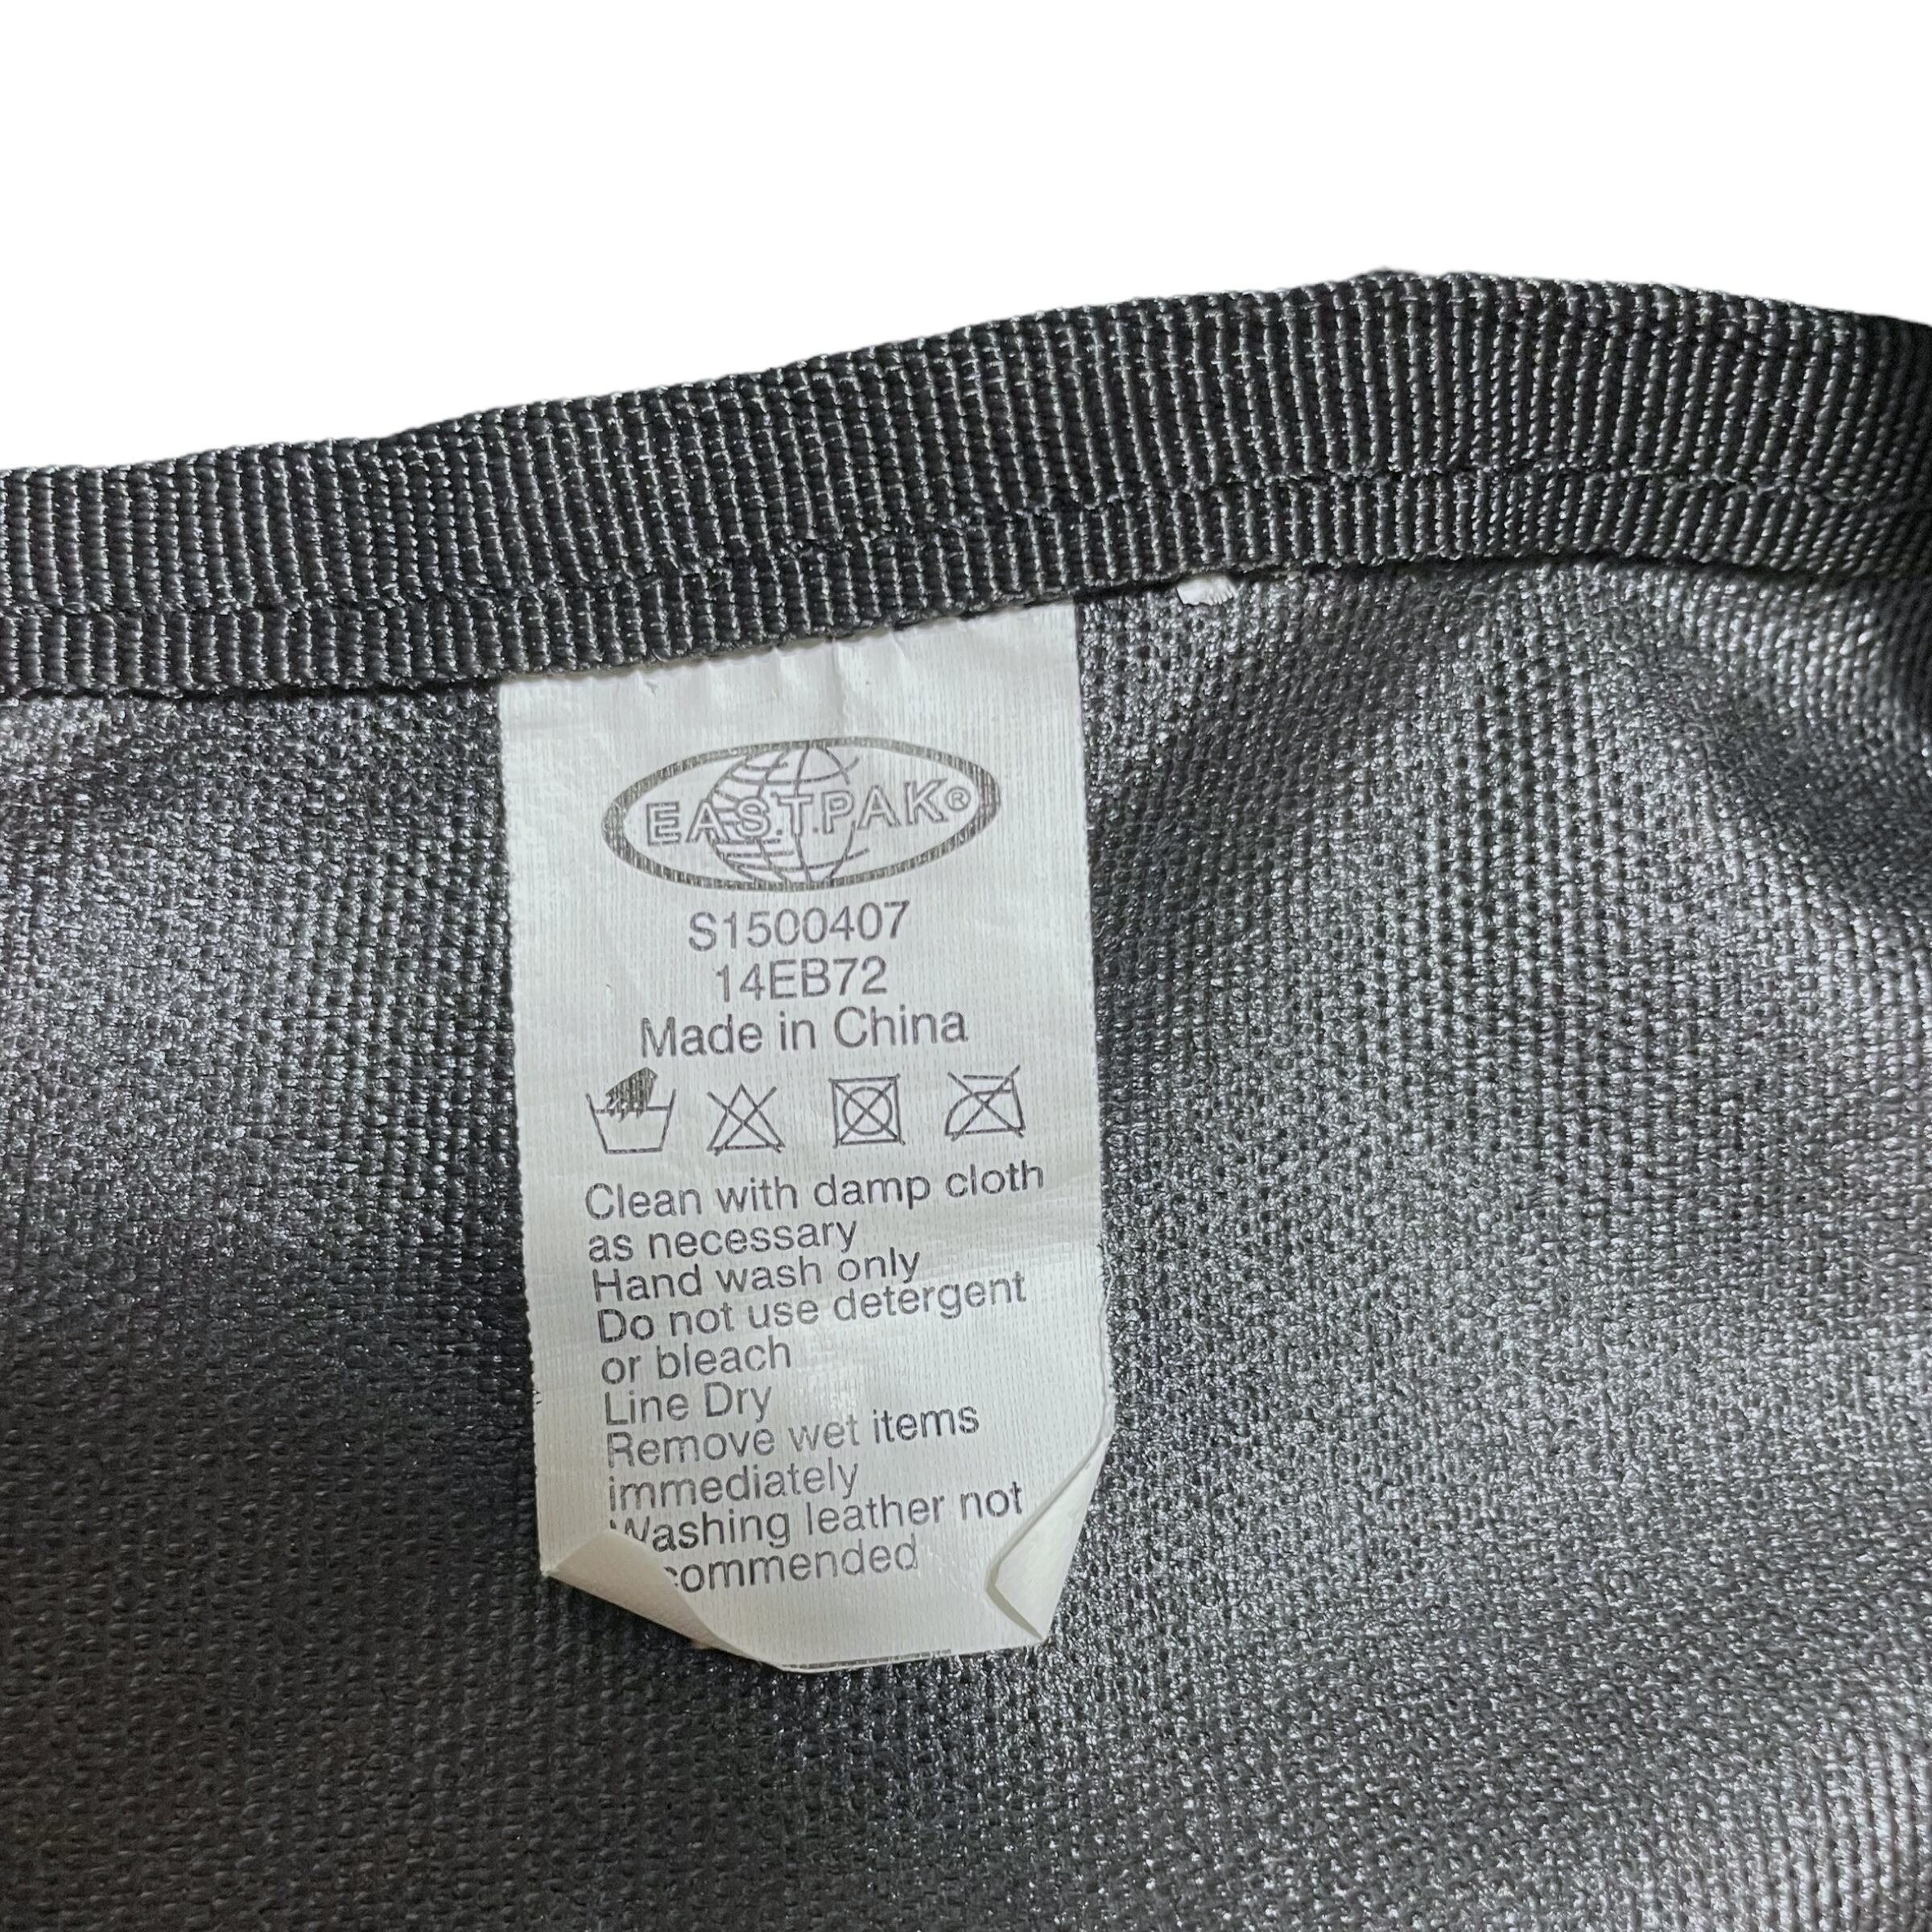 EASTPAK®
S1500407
14EB72
Made in China
Clean with damp cloth
as necessary
Hand wash only
Do not use detergent
or bleach
Line Dry
Remove wet items
immediately
Washing leather not
commended